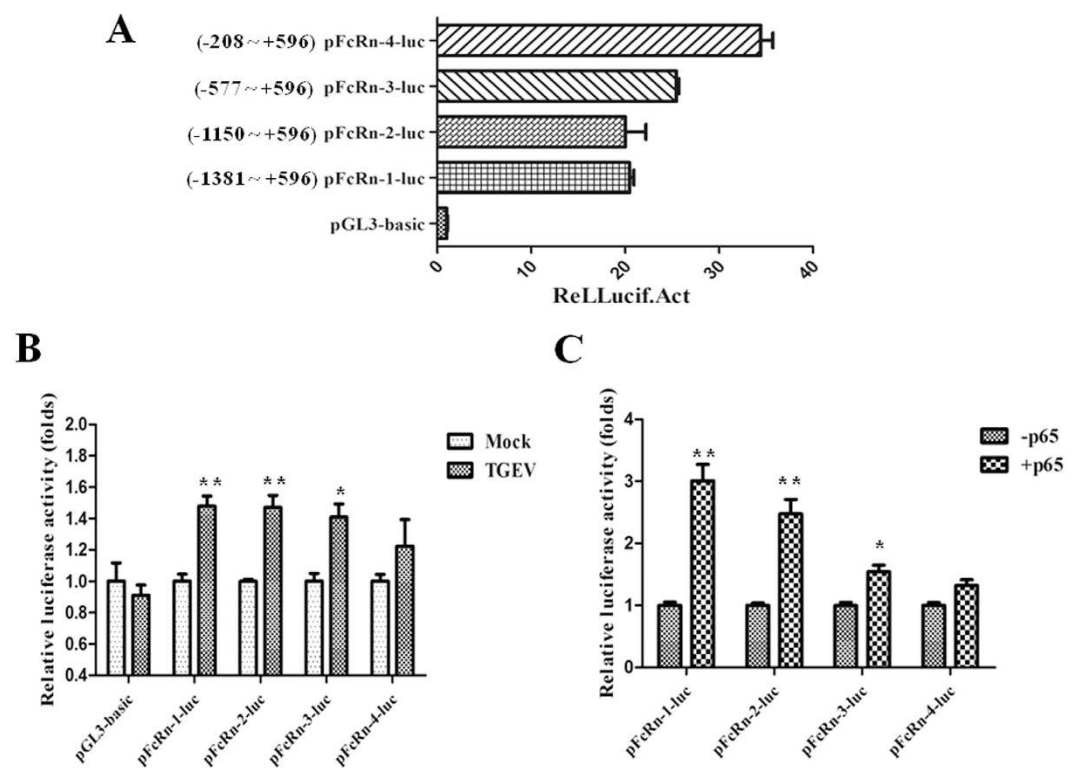 A
(-208~+596) pFcRn-4-luc
(-577~+596) pFcRn-3-luc
(-1150~+596) pFcRn-2-luc
(-1381~+596) pFcRn-1-luc
pGL3-basic
0 10 20 30 40
ReLLucif.Act
B
Relative luciferase activity (folds)
2.0
1.8
1.6
1.4
1.2
1.0
0.8
0.6
0.4
** ** *
Mock
TGEV
pGL3-basic pFcRn-1-luc pFcRn-2-luc pFcRn-3-luc pFcRn-4-luc
C
Relative luciferase activity (folds)
4
3
2
1
0
** ** *
-p65
+p65
pFcRn-1-luc pFcRn-2-luc pFcRn-3-luc pFcRn-4-luc